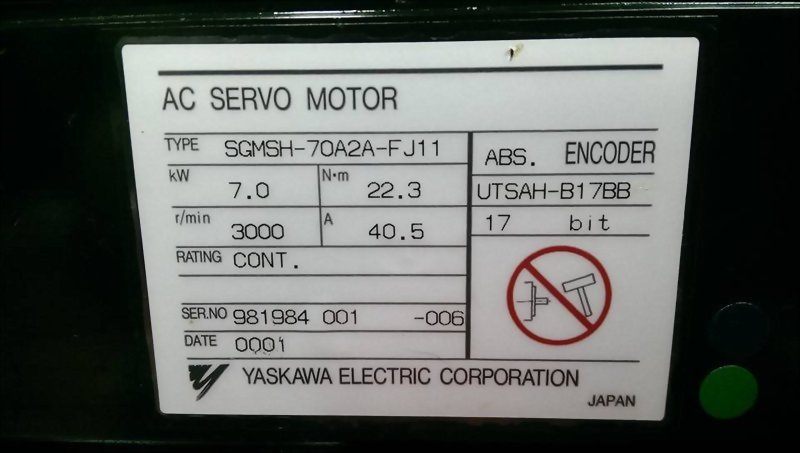 AC SERVO MOTOR
TYPE SGMSH-70A2A-FJ11
kW 7.0 N·m 22.3
r/min 3000 A 40.5
RATING CONT.
SER.NO 981984 001 -006
DATE 0001
ABS. ENCODER
UTSAH-B17BB
17 bit
YASKAWA ELECTRIC CORPORATION
JAPAN